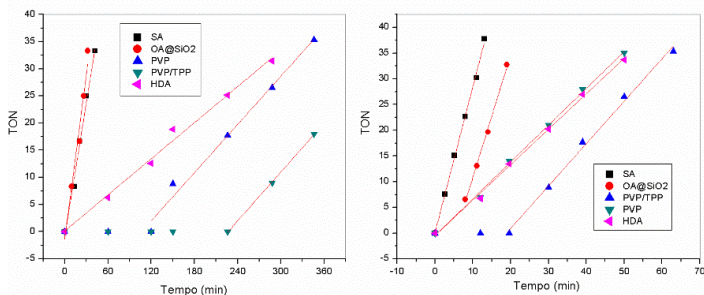 40
35
30
25
20
15
10
5
0
-5
TON
SA
OA@SiO2
PVP
PVP/TPP
HDA
0 60 120 180 240 300 360
Tempo (min)
40
35
30
25
20
15
10
5
0
-5
TON
SA
OA@SiO2
PVP/TPP
PVP
HDA
-10 0 10 20 30 40 50 60 70
Tempo (min)